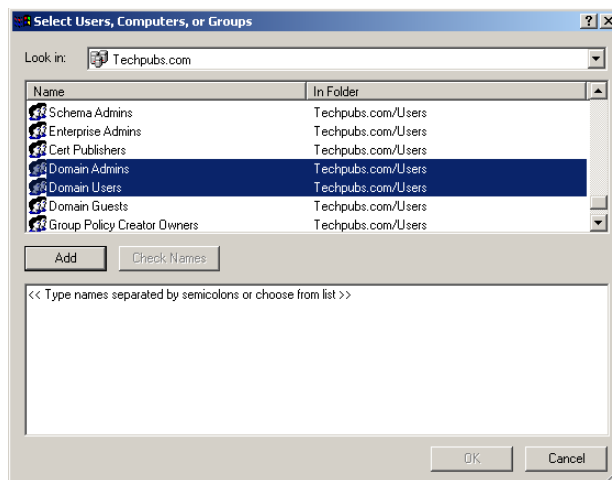 Select Users, Computers, or Groups
Look in: Techpubs.com
Name In Folder
Schema Admins Techpubs.com/Users
Enterprise Admins Techpubs.com/Users
Cert Publishers Techpubs.com/Users
Domain Admins Techpubs.com/Users
Domain Users Techpubs.com/Users
Domain Guests Techpubs.com/Users
Group Policy Creator Owners Techpubs.com/Users
Add Check Names
<< Type names separated by semicolons or choose from list >>
OK Cancel